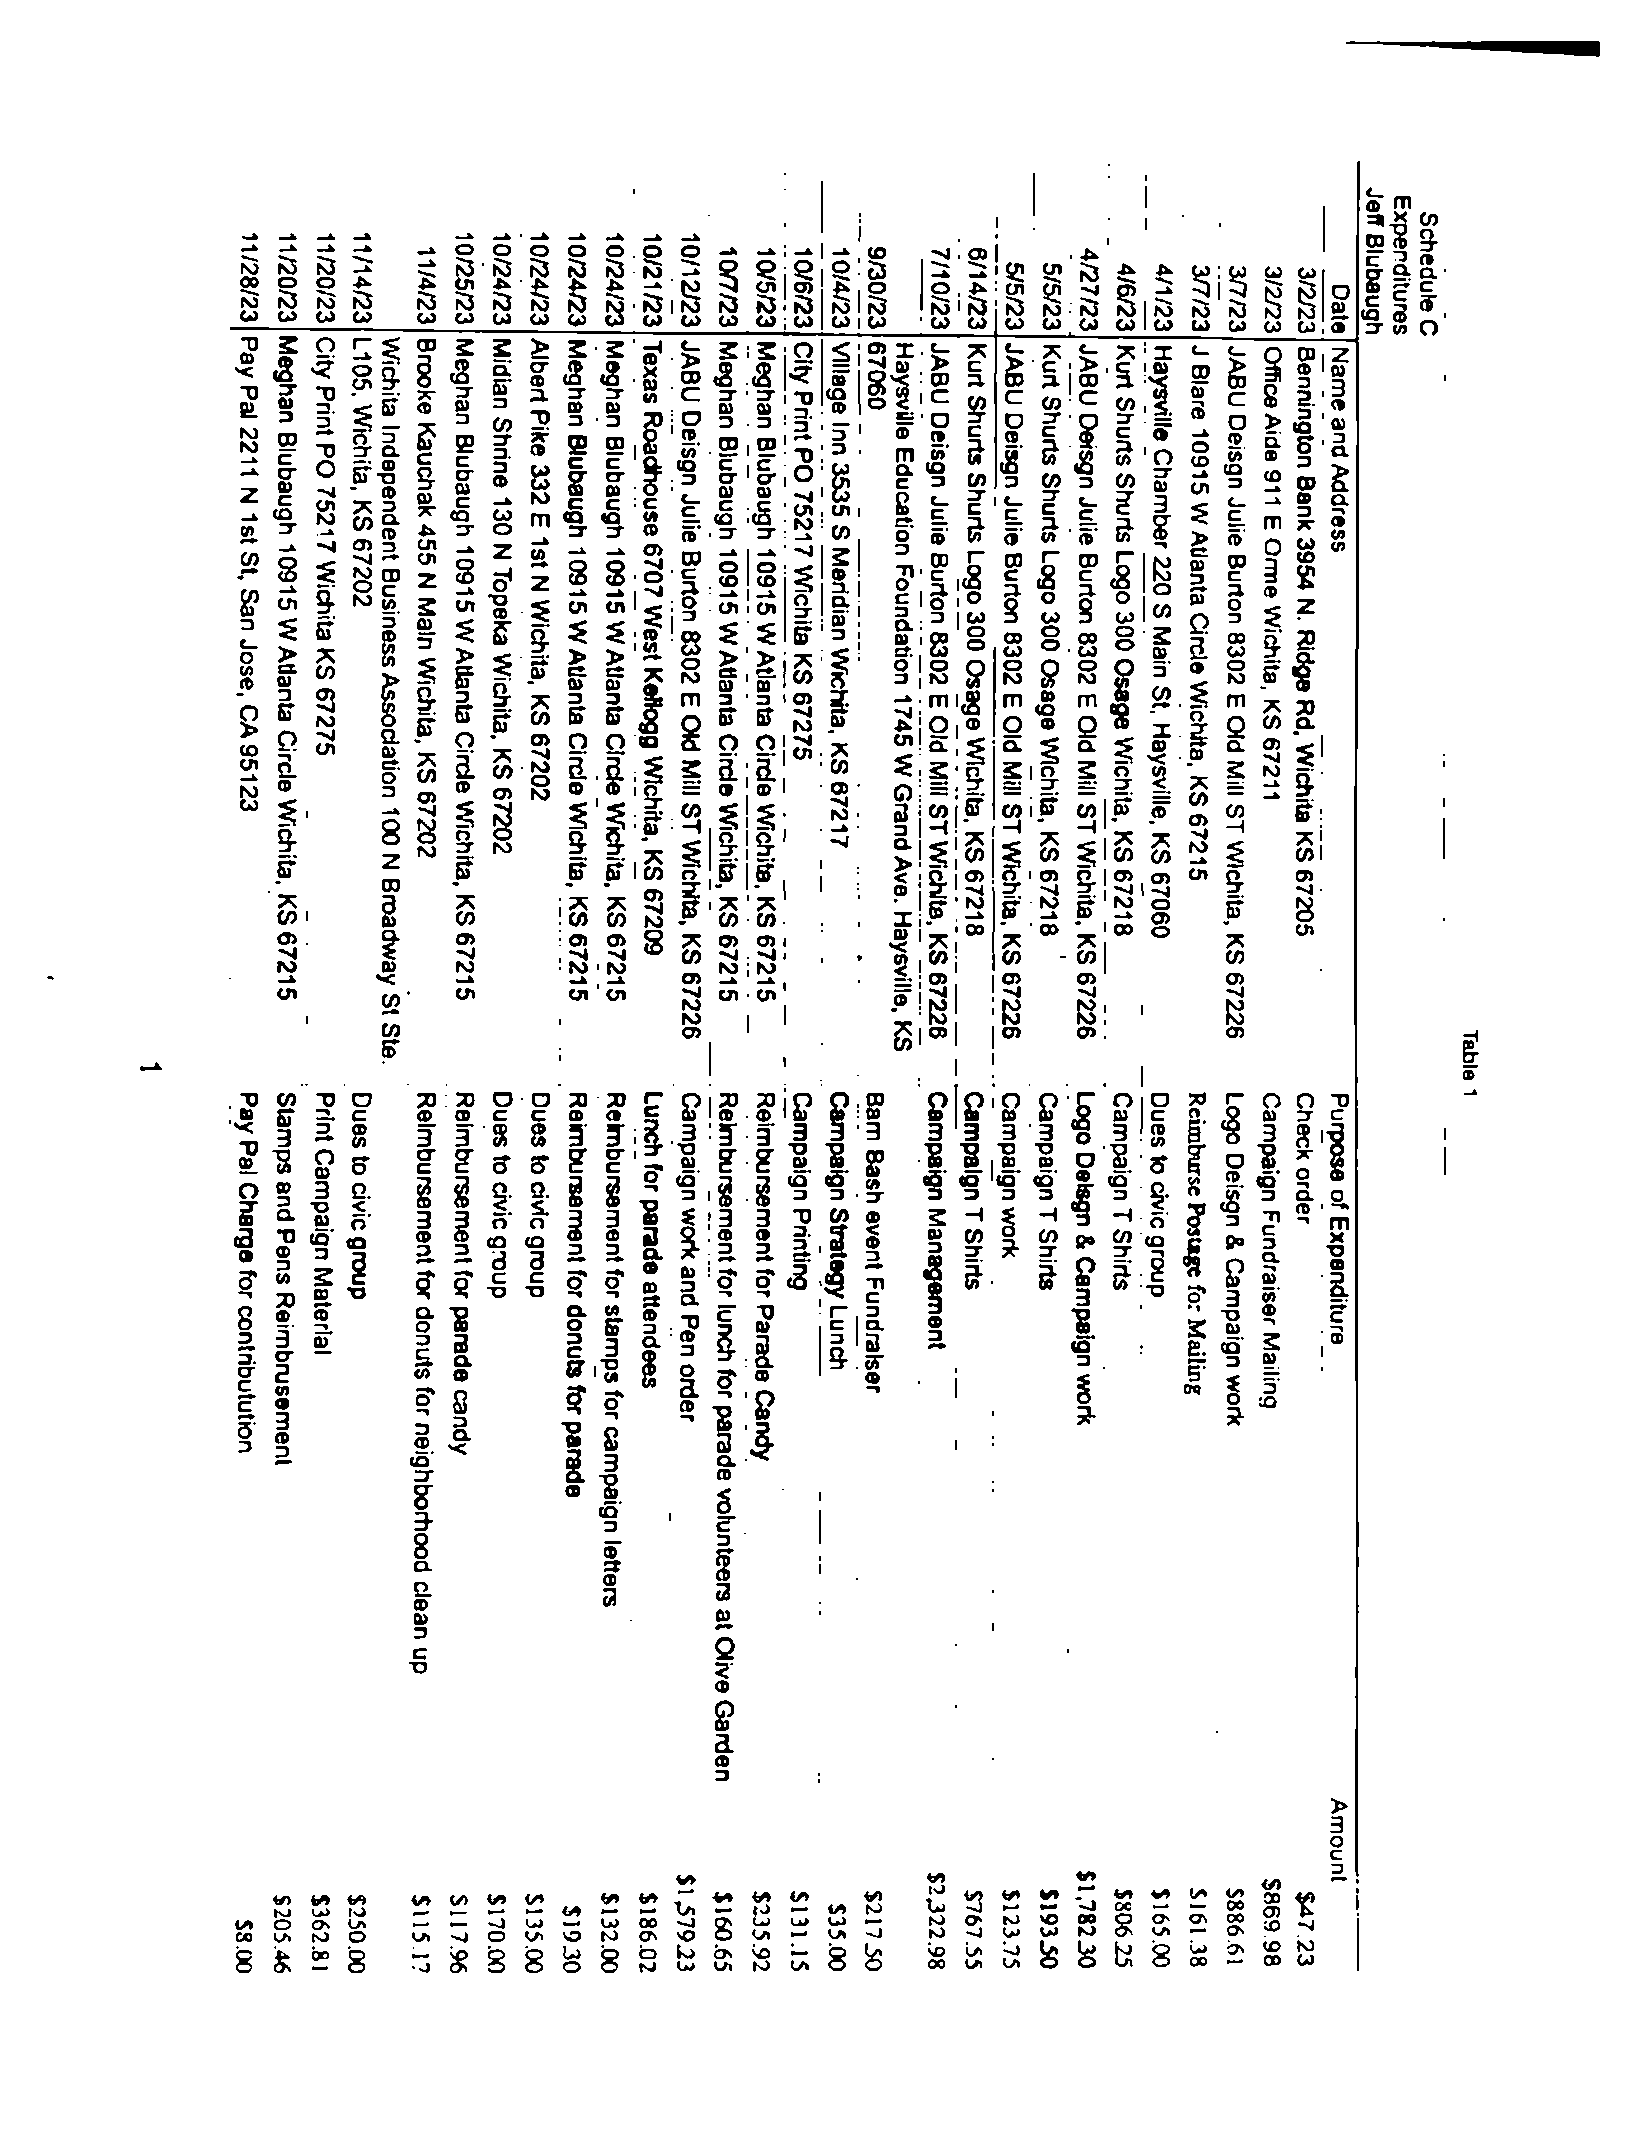 Table 1
Schedule C
Expenditures
Jeff Blubaugh
Date Name and Address Purpose of Expenditure Amount
3/2/23 Bennington Bank 3954 N. Ridge Rd, Wichita KS 67205 Check order $47.23
3/2/23 Office Aide 911 E Orme Wichita, KS 67211 Campaign Fundraiser Mailing $869.98
3/7/23 JABU Deisgn Julie Burton 8302 E Old Mill ST Wichita, KS 67226 Logo Deisgn & Campaign work $886.61
3/7/23 J Blare 10915 W Atlanta Circle Wichita, KS 67215 Reimburse Postage for Mailing $161.38
4/1/23 Haysville Chamber 220 S Main St, Haysville, KS 67060 Dues to civic group $165.00
4/6/23 Kurt Shurts Shurts Logo 300 Osage Wichita, KS 67218 Campaign T Shirts $806.25
4/27/23 JABU Deisgn Julie Burton 8302 E Old Mill ST Wichita, KS 67226 Logo Deisgn & Campaign work $1,782.30
5/5/23 Kurt Shurts Shurts Logo 300 Osage Wichita, KS 67218 Campaign T Shirts $193.50
5/5/23 JABU Deisgn Julie Burton 8302 E Old Mill ST Wichita, KS 67226 Campaign work $123.75
6/14/23 Kurt Shurts Shurts Logo 300 Osage Wichita, KS 67218 Campaign T Shirts $767.55
7/10/23 JABU Deisgn Julie Burton 8302 E Old Mill ST Wichita, KS 67226 Campaign Management $2,322.98
Haysville Education Foundation 1745 W Grand Ave. Haysville, KS
9/30/23 67060 Barn Bash event Fundraiser $217.50
10/4/23 Village Inn 3535 S Meridian Wichita, KS 67217 Campaign Strategy Lunch $35.00
10/6/23 City Print PO 75217 Wichita KS 67275 Campaign Printing $131.15
10/5/23 Meghan Blubaugh 10915 W Atlanta Circle Wichita, KS 67215 Reimbursement for Parade Candy $235.92
10/7/23 Meghan Blubaugh 10915 W Atlanta Circle Wichita, KS 67215 Reimbursement for lunch for parade volunteers at Olive Garden $160.65
10/12/23 JABU Deisgn Julie Burton 8302 E Old Mill ST Wichita, KS 67226 Campaign work and Pen order $1,579.23
10/21/23 Texas Roadhouse 6707 West Kellogg Wichita, KS 67209 Lunch for parade attendees $186.02
10/24/23 Meghan Blubaugh 10915 W Atlanta Circle Wichita, KS 67215 Reimbursement for stamps for campaign letters $132.00
10/24/23 Meghan Blubaugh 10915 W Atlanta Circle Wichita, KS 67215 Reimbursement for donuts for parade $19.30
10/24/23 Albert Pike 332 E 1st N Wichita, KS 67202 Dues to civic group $135.00
10/24/23 Midian Shrine 130 N Topeka Wichita, KS 67202 Dues to civic group $170.00
10/25/23 Meghan Blubaugh 10915 W Atlanta Circle Wichita, KS 67215 Reimbursement for parade candy $117.96
11/4/23 Brooke Kauchak 455 N Main Wichita, KS 67202 Reimbursement for donuts for neighborhood clean up $115.17
Wichita Independent Business Association 100 N Broadway St Ste.
11/14/23 L105, Wichita, KS 67202 Dues to civic group $250.00
11/20/23 City Print PO 75217 Wichita KS 67275 Print Campaign Material $362.81
11/20/23 Meghan Blubaugh 10915 W Atlanta Circle Wichita, KS 67215 Stamps and Pens Reimbrusement $205.46
11/28/23 Pay Pal 2211 N 1st St, San Jose, CA 95123 Pay Pal Charge for contributution $8.00
1